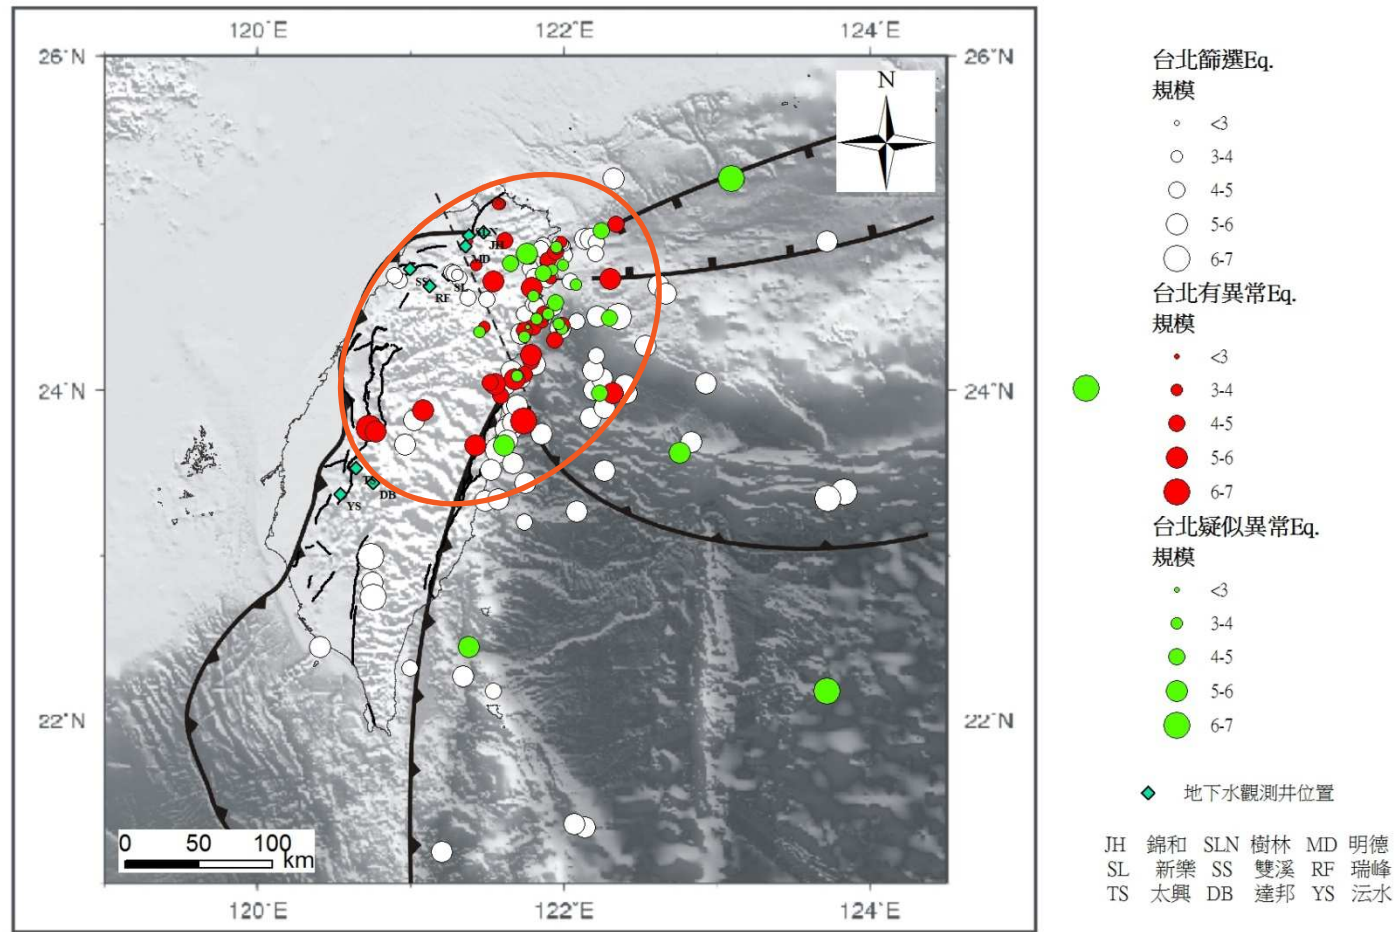 120°E 122°E 124°E
26°N 26°N
N
SLN
JH
MD
SS
SL
RF
24°N 24°N
TS
DB
YS
22°N 22°N
0 50 100
km
120°E 122°E 124°E
台北篩選Eq.
規模
<3
3-4
4-5
5-6
6-7
台北有異常Eq.
規模
<3
3-4
4-5
5-6
6-7
台北疑似異常Eq.
規模
<3
3-4
4-5
5-6
6-7
地下水觀測井位置
JH 錦和 SLN 樹林 MD 明德
SL 新樂 SS 雙溪 RF 瑞峰
TS 太興 DB 達邦 YS 沄水